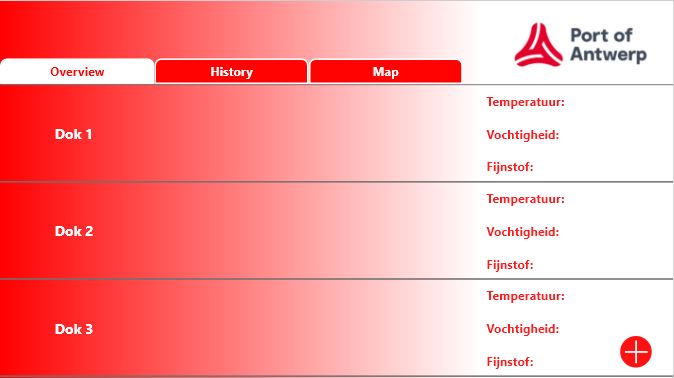 Port of
Antwerp
Overview
History
Map
Dok 1
Temperatuur:
Vochtigheid:
Fijnstof:
Dok 2
Temperatuur:
Vochtigheid:
Fijnstof:
Dok 3
Temperatuur:
Vochtigheid:
Fijnstof: